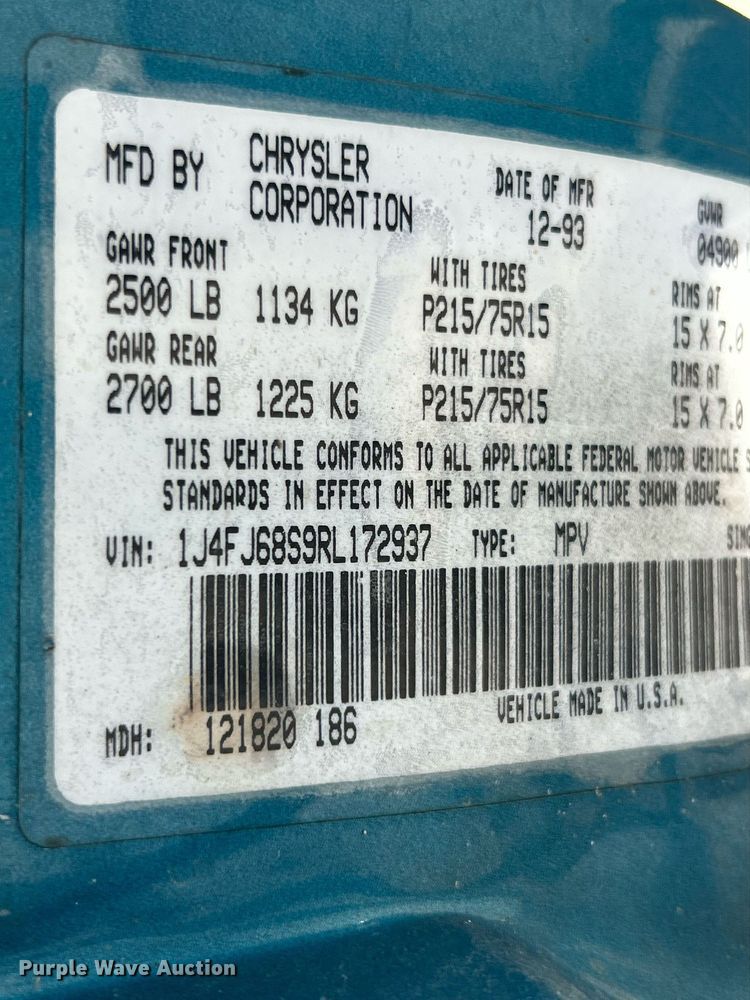 MFD BY CHRYSLER CORPORATION DATE OF MFR 12-93 GVWR 04900
GAWR FRONT WITH TIRES RIMS AT
2500 LB 1134 KG P215/75R15 15 X 7.0
GAWR REAR WITH TIRES RIMS AT
2700 LB 1225 KG P215/75R15 15 X 7.0
THIS VEHICLE CONFORMS TO ALL APPLICABLE FEDERAL MOTOR VEHICLE
STANDARDS IN EFFECT ON THE DATE OF MANUFACTURE SHOWN ABOVE.
VIN: 1J4FJ68S9RL172937 TYPE: MPV
VEHICLE MADE IN U.S.A.
MDH: 121820 186
Purple Wave Auction